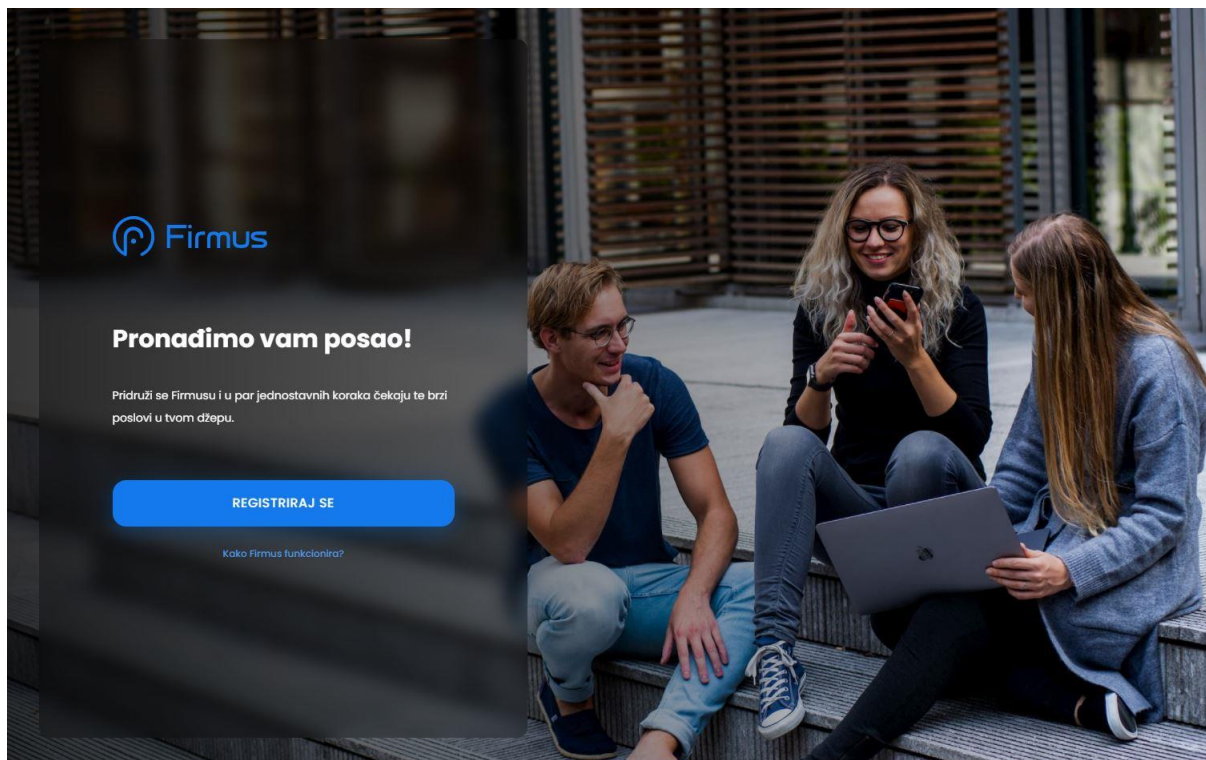 Firmus
Pronađimo vam posao!
Pridruži se Firmusu i u par jednostavnih koraka čekaju te brzi
poslovi u tvom džepu.
REGISTRIRAJ SE
Kako Firmus funkcionira?